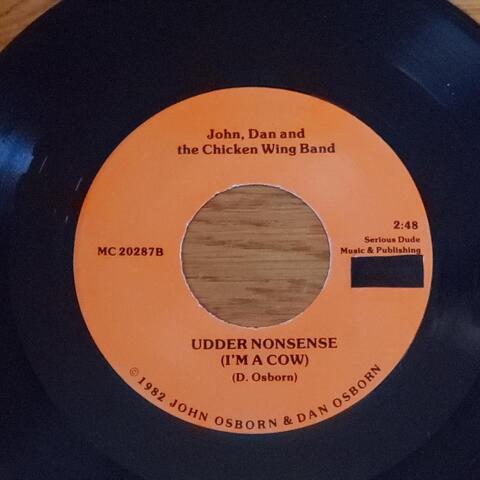 John, Dan and
the Chicken Wing Band
2:48
Serious Dude
Music & Publishing
MC 20287B
UDDER NONSENSE
(I'M A COW)
(D. Osborn)
© 1982 JOHN OSBORN & DAN OSBORN